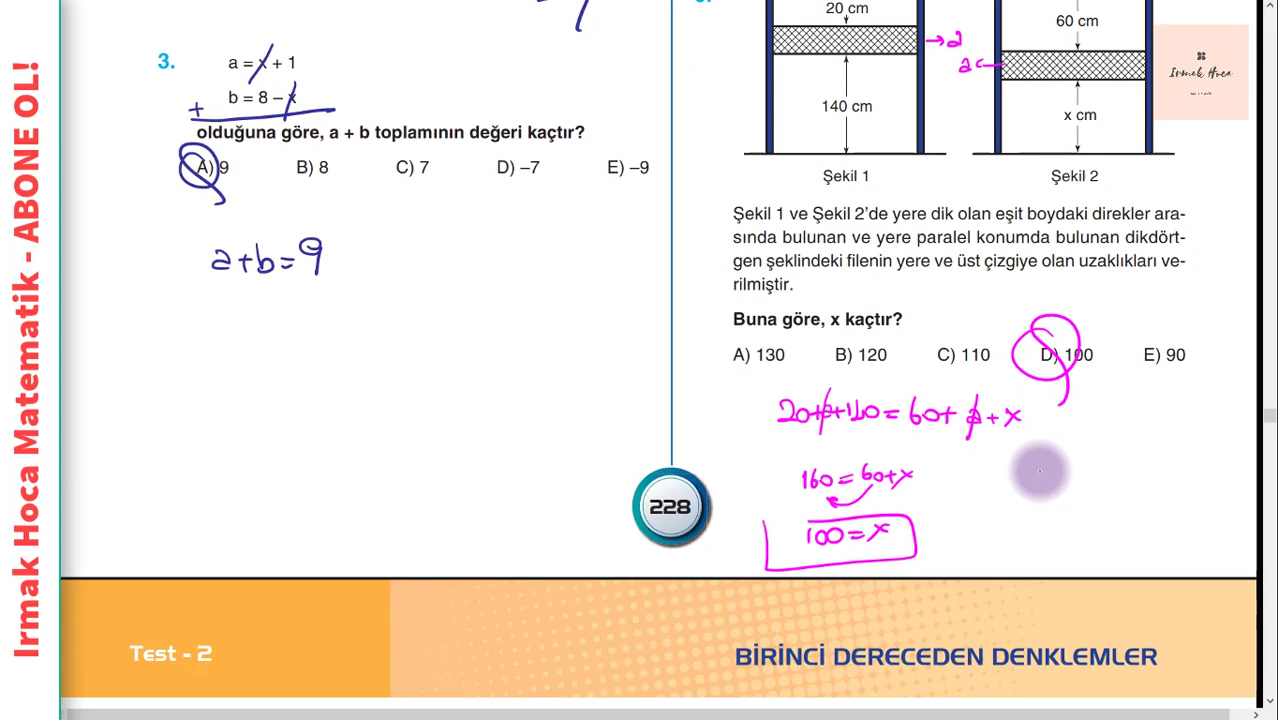 Irmak Hoca Matematik - ABONE OL!
3.
a = x + 1
+
b = 8 – x
olduğuna göre, a + b toplamının değeri kaçtır?
A) 9
B) 8
C) 7
D) –7
E) –9
a+b=9
20 cm
→a
140 cm
Şekil 1
60 cm
a
x cm
Şekil 2
Irmak Hoca
Şekil 1 ve Şekil 2’de yere dik olan eşit boydaki direkler ara-
sında bulunan ve yere paralel konumda bulunan dikdört-
gen şeklindeki filenin yere ve üst çizgiye olan uzaklıkları ve-
rilmiştir.
Buna göre, x kaçtır?
A) 130
B) 120
C) 110
D) 100
E) 90
20+a+140=60+a+x
160=60+x
100=x
228
Test - 2
BİRİNCİ DERECEDEN DENKLEMLER